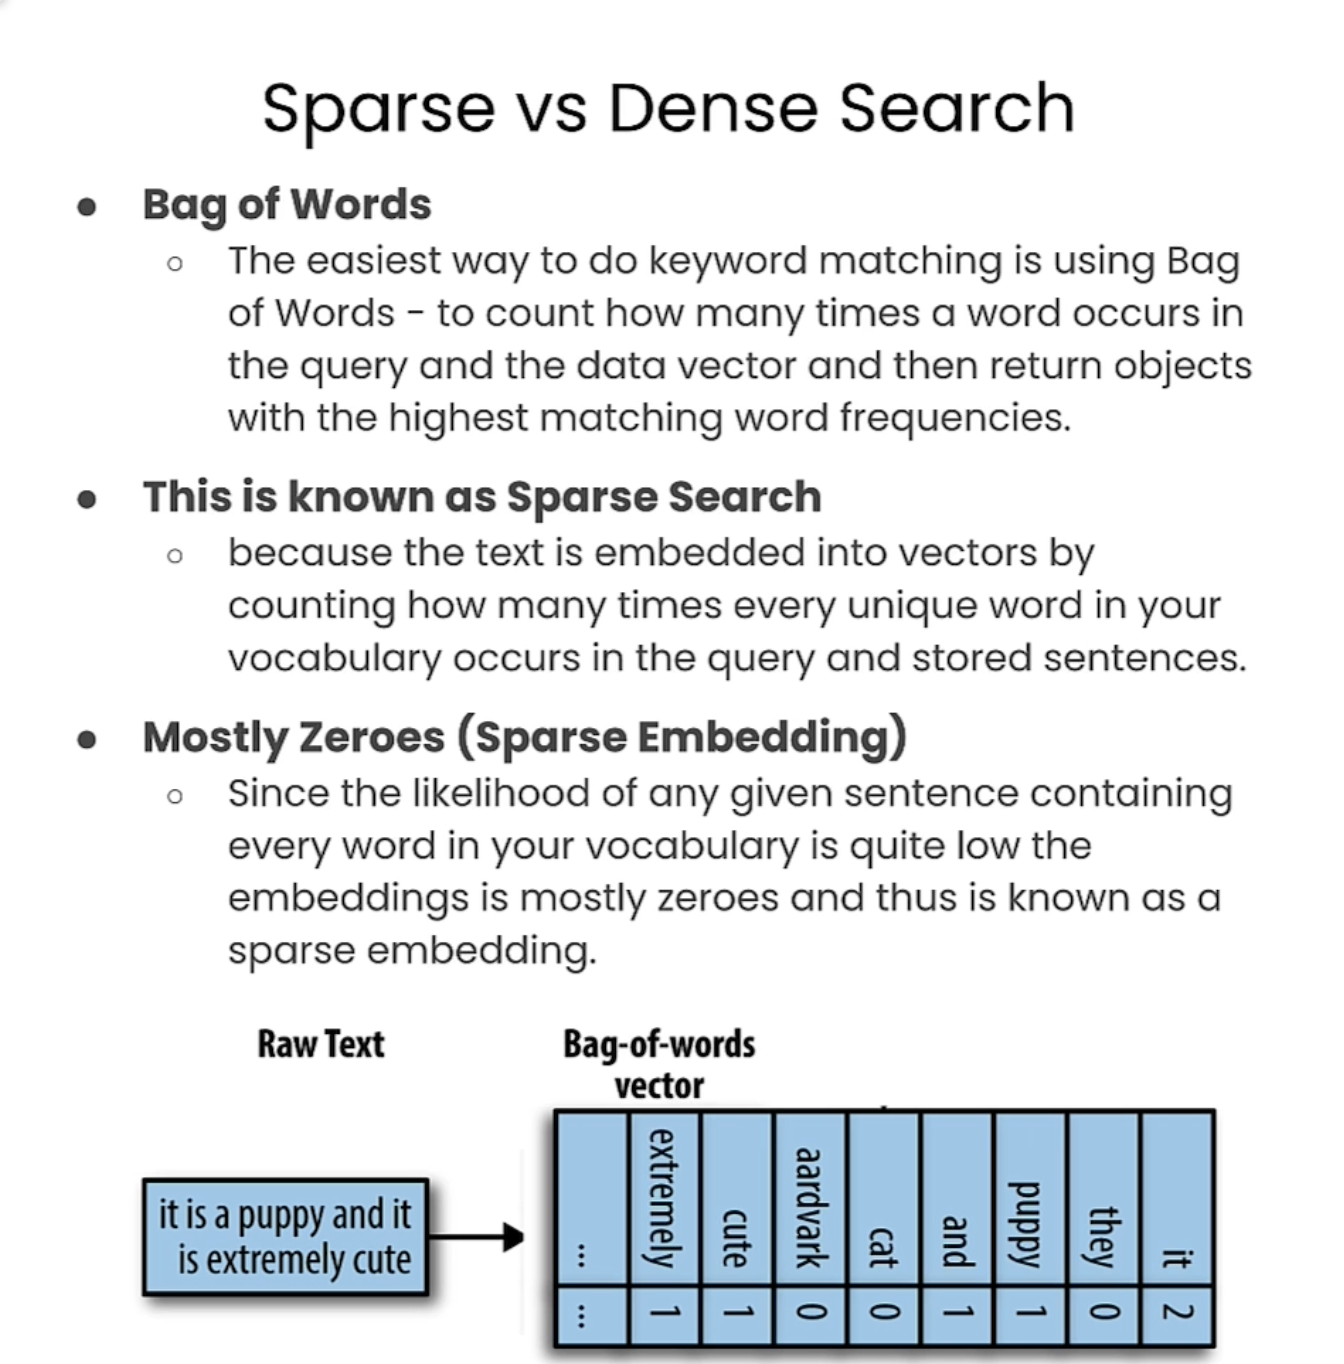 Sparse vs Dense Search
● Bag of Words
○ The easiest way to do keyword matching is using Bag
of Words - to count how many times a word occurs in
the query and the data vector and then return objects
with the highest matching word frequencies.
● This is known as Sparse Search
○ because the text is embedded into vectors by
counting how many times every unique word in your
vocabulary occurs in the query and stored sentences.
● Mostly Zeroes (Sparse Embedding)
○ Since the likelihood of any given sentence containing
every word in your vocabulary is quite low the
embeddings is mostly zeroes and thus is known as a
sparse embedding.
Raw Text
it is a puppy and it
is extremely cute
Bag-of-words
vector
... extremely cute aardvark cat and puppy they it
... 1 1 0 0 1 1 0 2